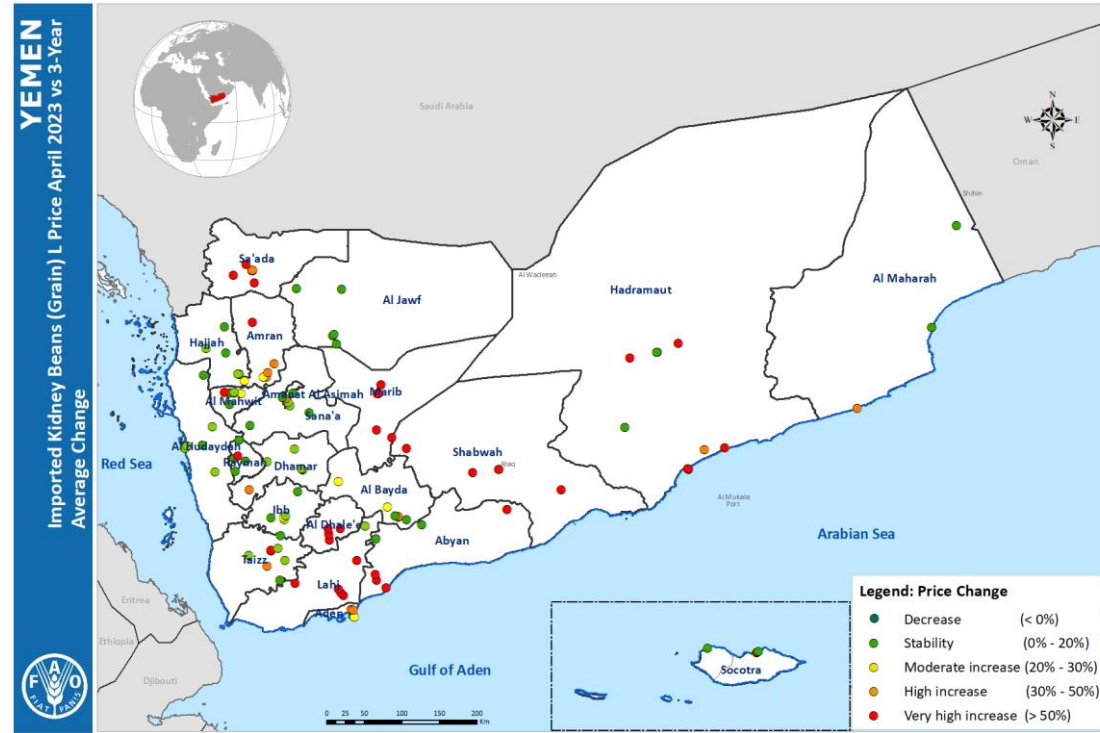 YEMEN
Imported Kidney Beans (Grain) L Price April 2023 vs 3-Year
Average Change
Saudi Arabia
N
W E
S
Oman
Shihin
Sa'ada
Al Wadeeah
Al Jawf
Hadramaut
Al Maharah
Hajjah
Amran
Al Mahwit
Amanat Al Asimah
Marib
Sana'a
Al Hudaydah
Red Sea
Raymah
Dhamar
Shabwah
Ataq
Al Bayda
Al Mukala
Port
Ibb
Al Dhale'e
Abyan
Arabian Sea
Taizz
Lahj
Aden
Eritrea
Ethiopia
Djibouti
Gulf of Aden
Socotra
0 25 50 100 150 200
Km
Legend: Price Change
Decrease (< 0%)
Stability (0% - 20%)
Moderate increase (20% - 30%)
High increase (30% - 50%)
Very high increase (> 50%)
F A O
FIAT PANIS